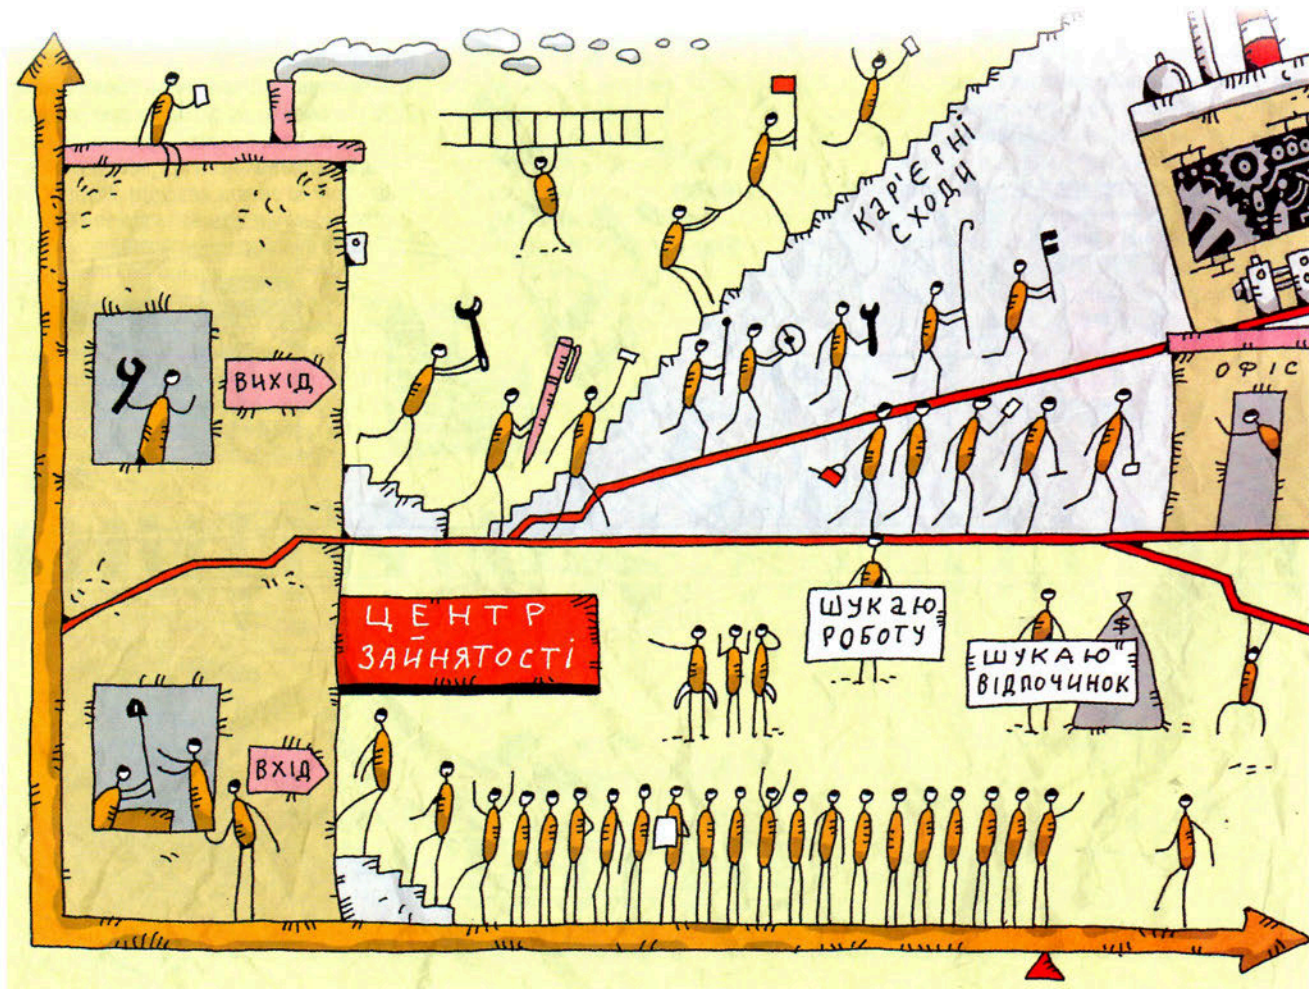 Кар'ЄРНІ
СХОДИ
ВИХІД
ОФІС
ЦЕНТР
ЗАЙНЯТОСТІ
ШУКАЮ
РОБОТУ
$
ШУКАЮ
ВІДПОЧИНОК
ВХІД